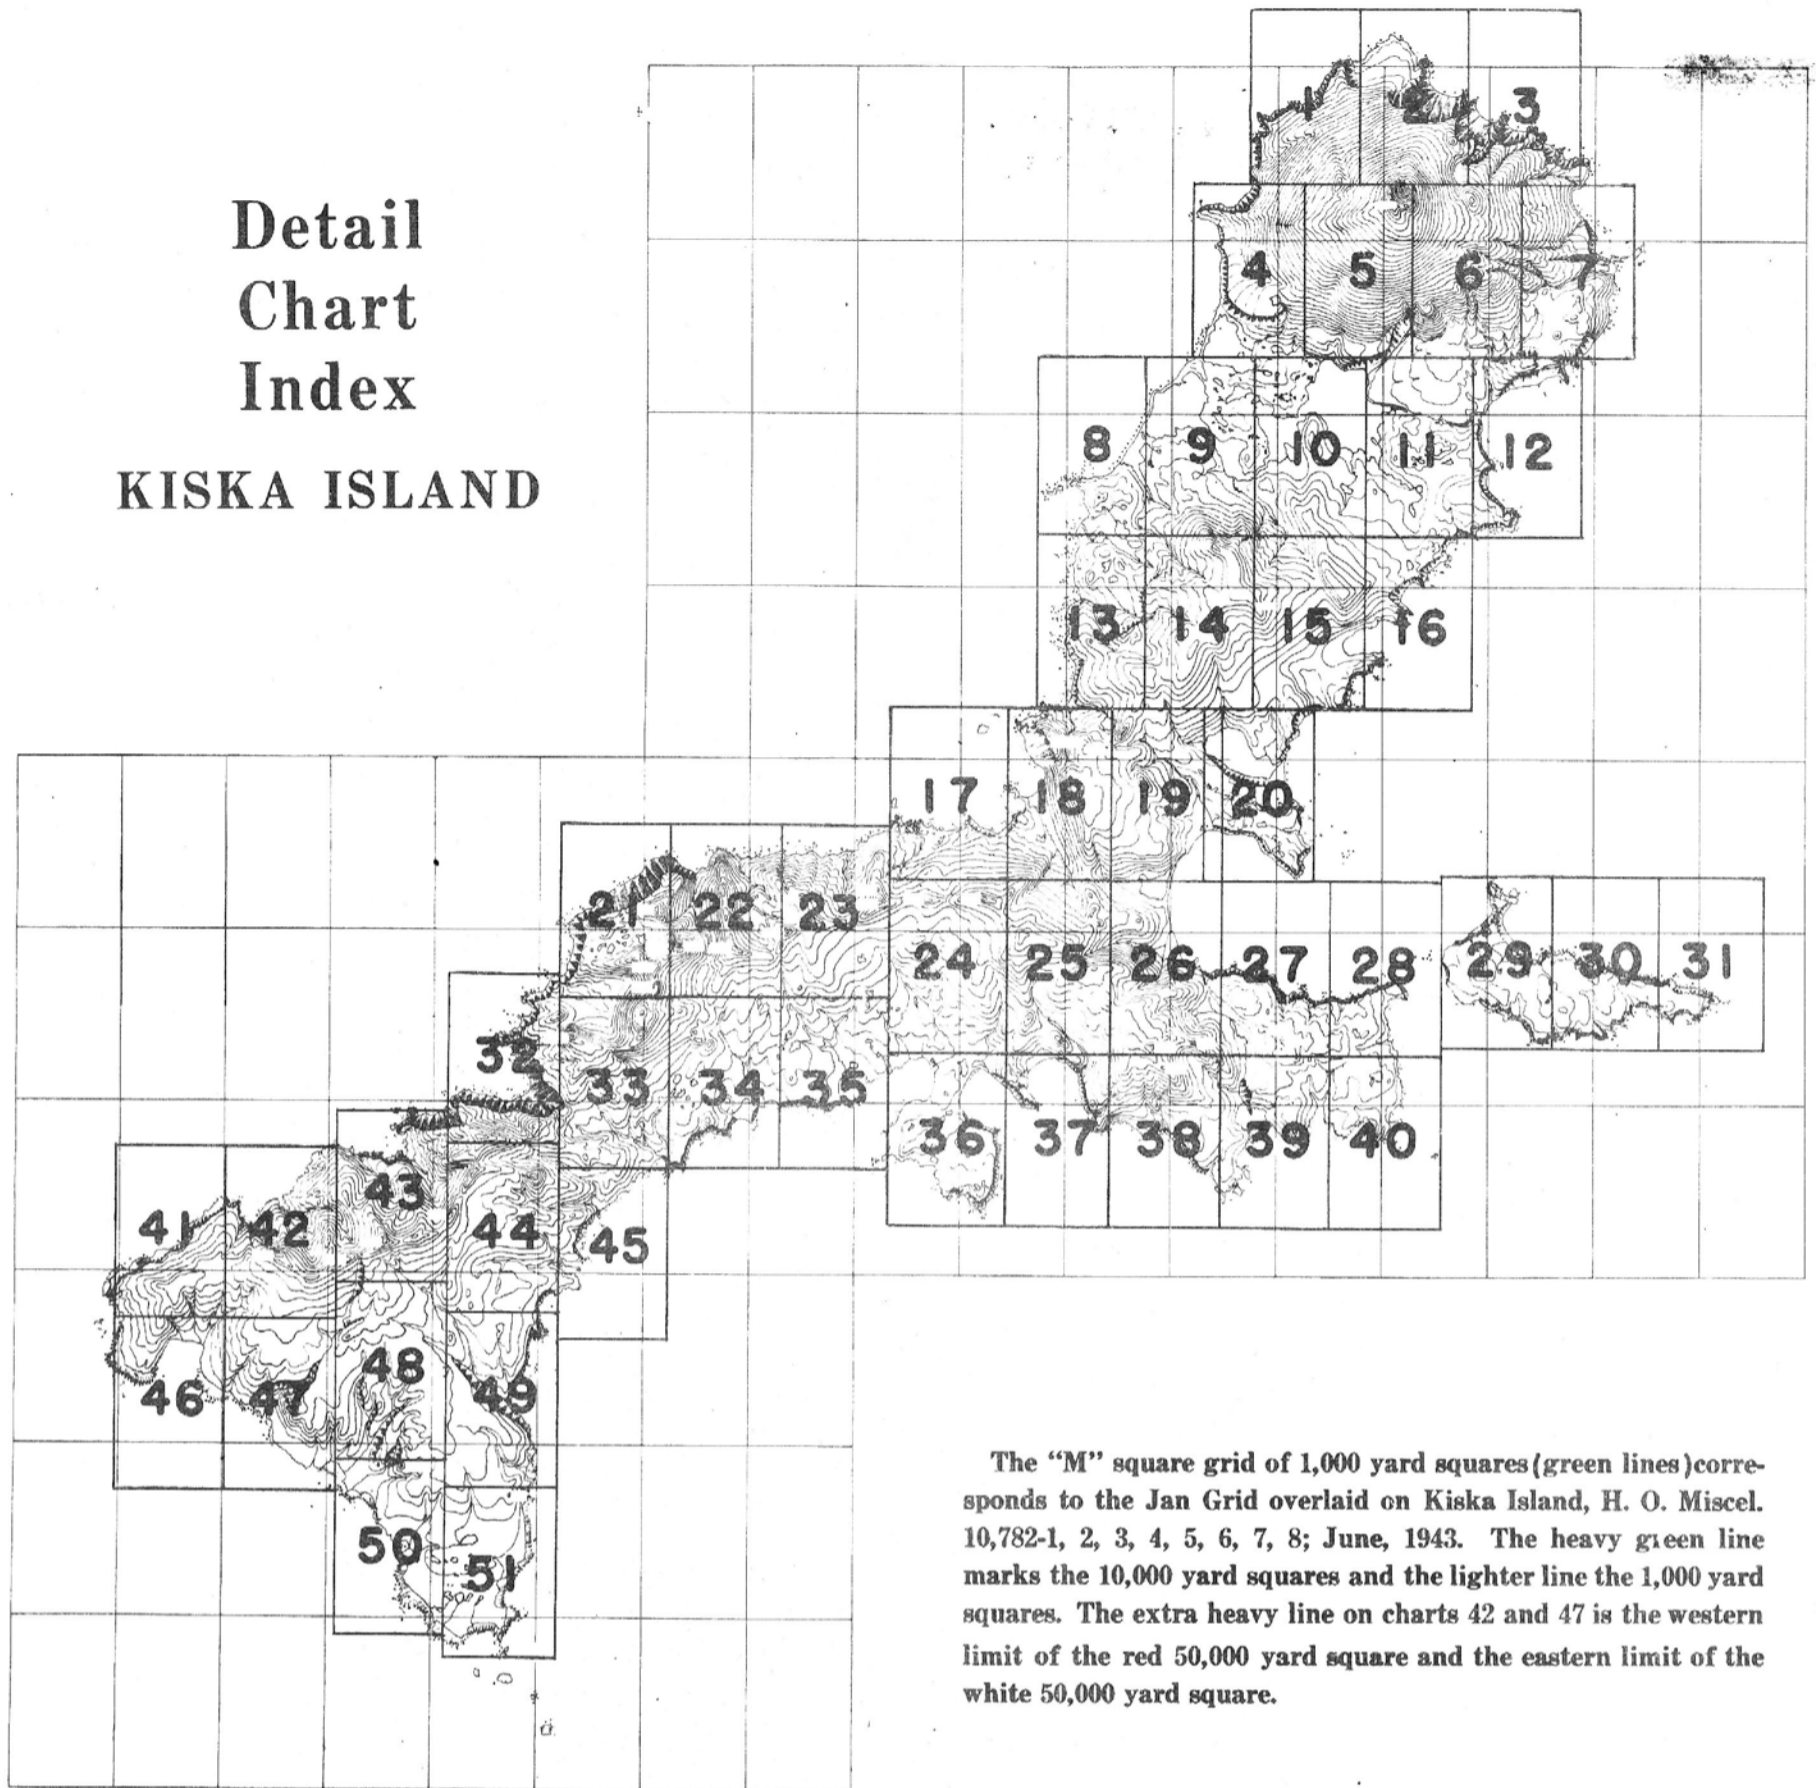 Detail
Chart
Index
KISKA ISLAND
1 2 3
4 5 6 7
8 9 10 11 12
13 14 15 16
17 18 19 20
21 22 23
24 25 26 27 28
29 30 31
32
33 34 35
36 37 38 39 40
41 42 43 44 45
46 47 48 49
50 51
The “M” square grid of 1,000 yard squares (green lines) corre-
sponds to the Jan Grid overlaid on Kiska Island, H. O. Miscel.
10,782-1, 2, 3, 4, 5, 6, 7, 8; June, 1943. The heavy green line
marks the 10,000 yard squares and the lighter line the 1,000 yard
squares. The extra heavy line on charts 42 and 47 is the western
limit of the red 50,000 yard square and the eastern limit of the
white 50,000 yard square.